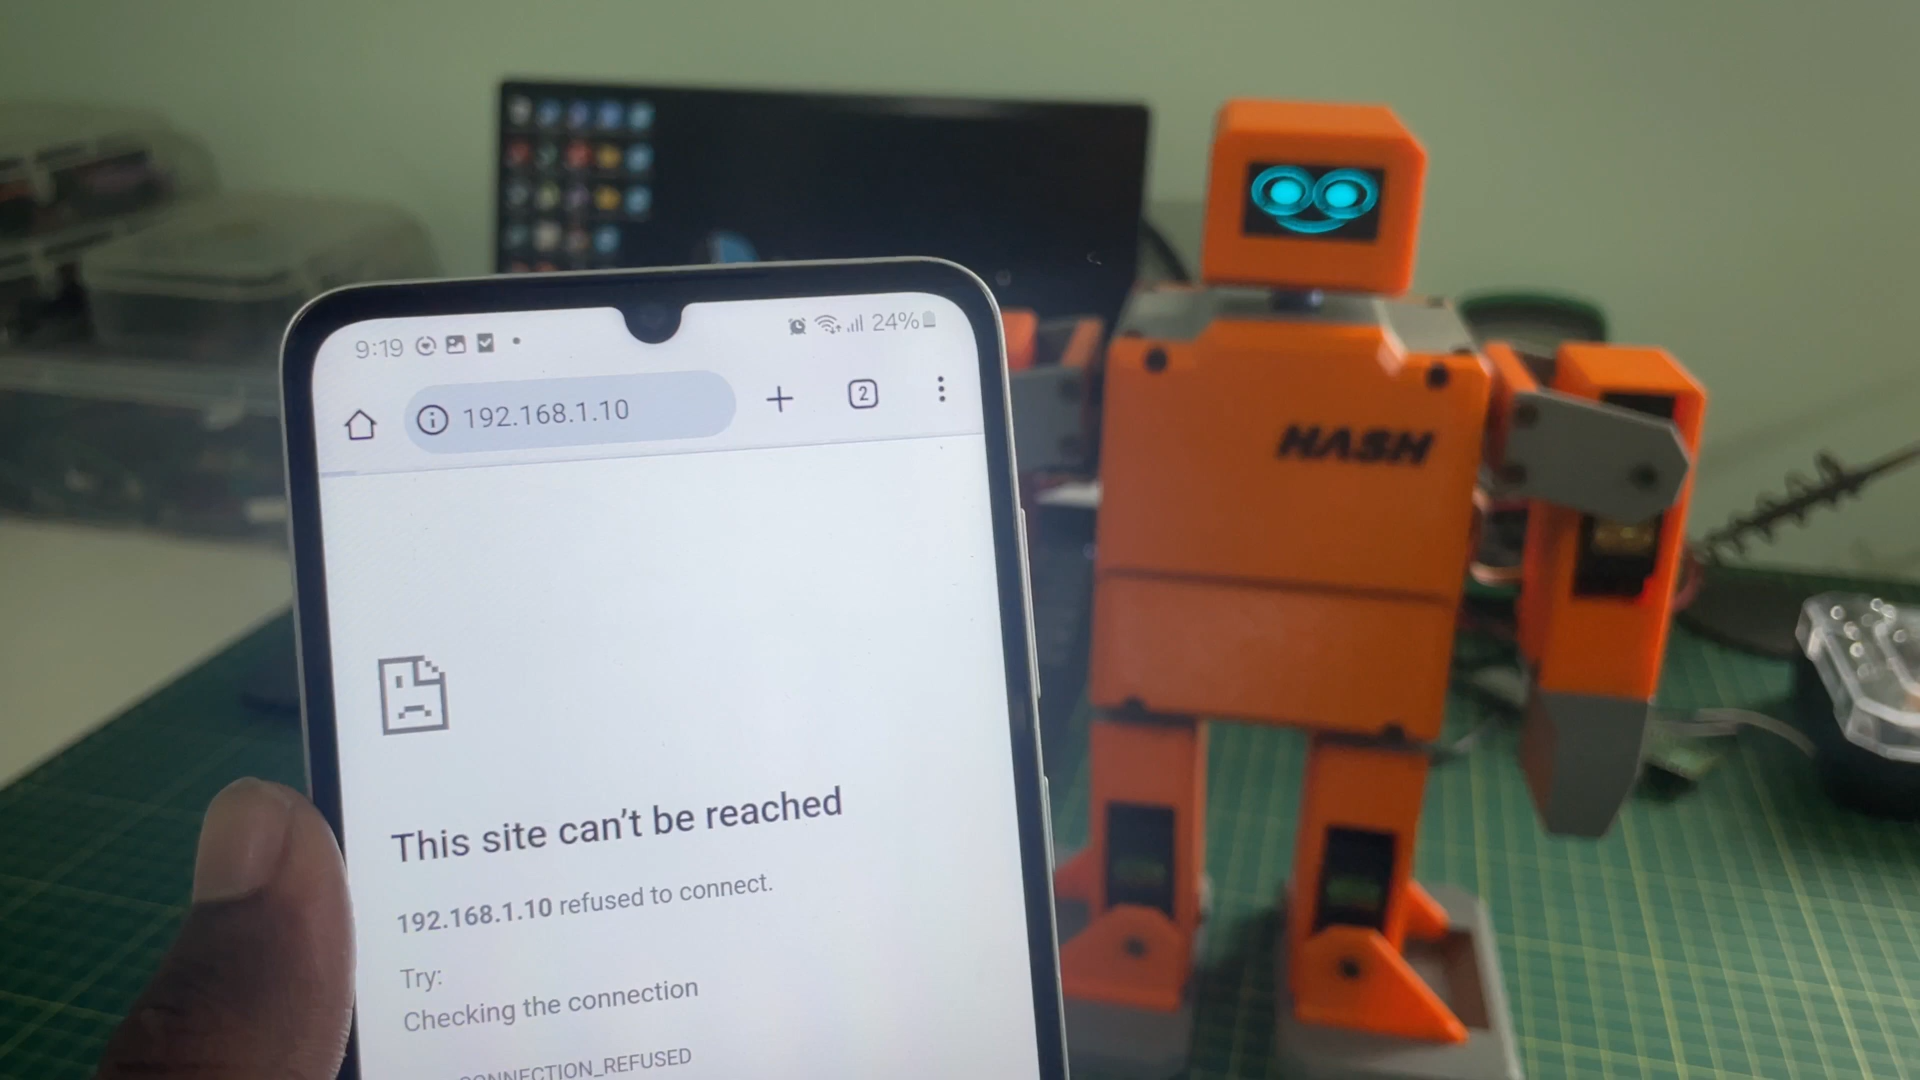 9:19
24%
192.168.1.10
2
HASH
This site can't be reached
192.168.1.10 refused to connect.
Try:
Checking the connection
CONNECTION_REFUSED